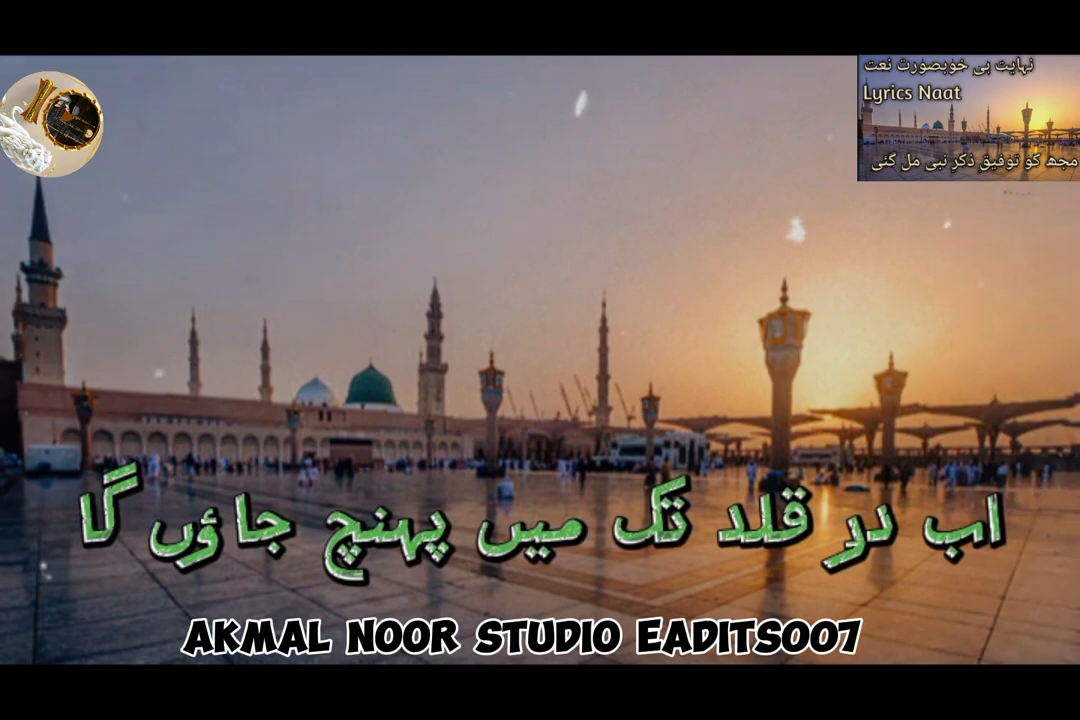 نہایت ہی خوبصورت نعت
Lyrics Naat
مجھ کو توفیقِ ذکرِ نبی مل گئی
اب در قلد تک میں پہنچ جاؤں گا
AKMAL NOOR STUDIO EADITS007